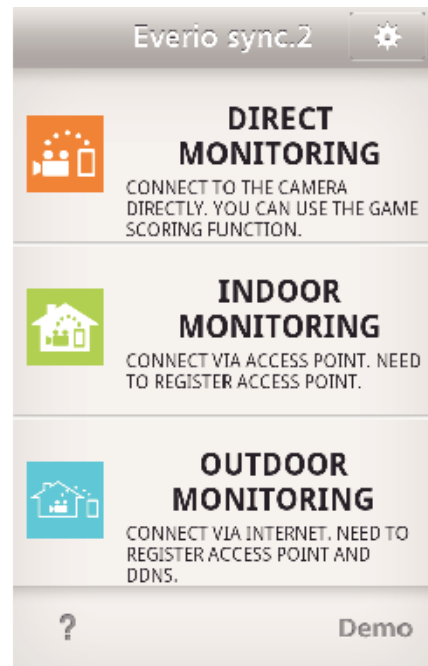 Everio sync.2
DIRECT
MONITORING
CONNECT TO THE CAMERA
DIRECTLY. YOU CAN USE THE GAME
SCORING FUNCTION.
INDOOR
MONITORING
CONNECT VIA ACCESS POINT. NEED
TO REGISTER ACCESS POINT.
OUTDOOR
MONITORING
CONNECT VIA INTERNET. NEED TO
REGISTER ACCESS POINT AND
DDNS.
? Demo